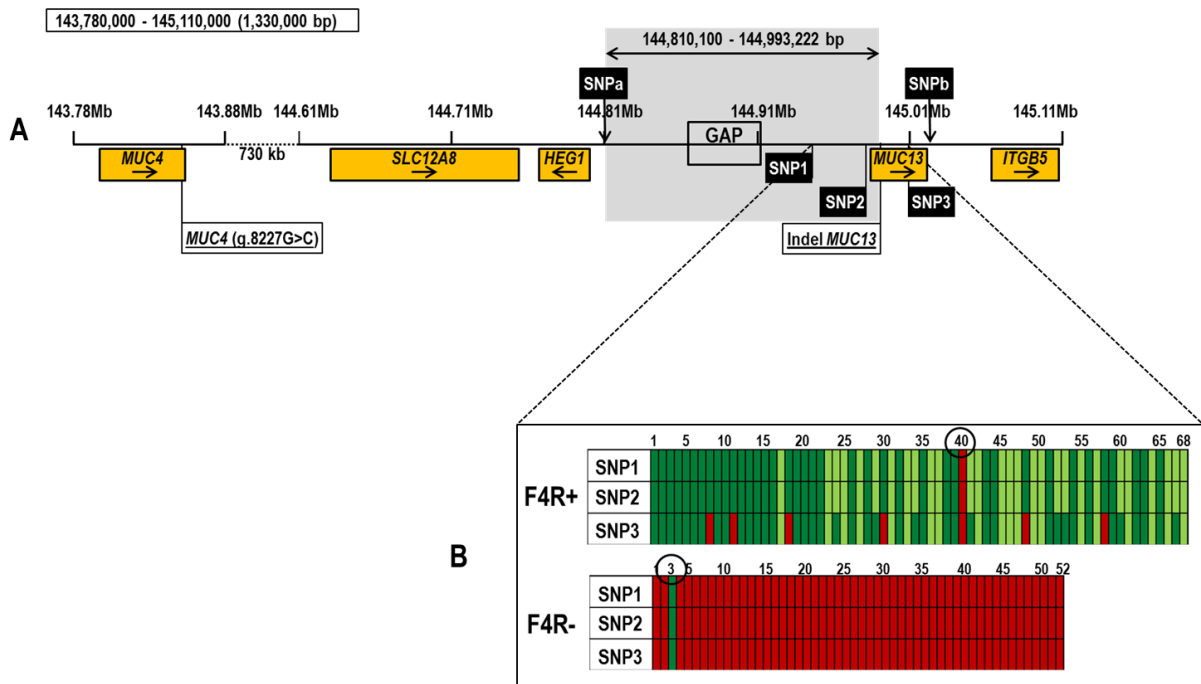 143,780,000 - 145,110,000 (1,330,000 bp)
144,810,100 - 144,993,222 bp
SNPa
SNPb
A
143.78Mb 143.88Mb 144.61Mb 144.71Mb 144.81Mb 144.91Mb 145.01Mb 145.11Mb
730 kb
GAP
MUC4 SLC12A8 HEG1 SNP1 MUC13 ITGB5
SNP2 SNP3
MUC4 (g.8227G>C) Indel MUC13
1 5 10 15 20 25 30 35 40 45 50 55 60 65 68
SNP1
F4R+ SNP2
SNP3
B
1 3 5 10 15 20 25 30 35 40 45 50 52
SNP1
F4R- SNP2
SNP3